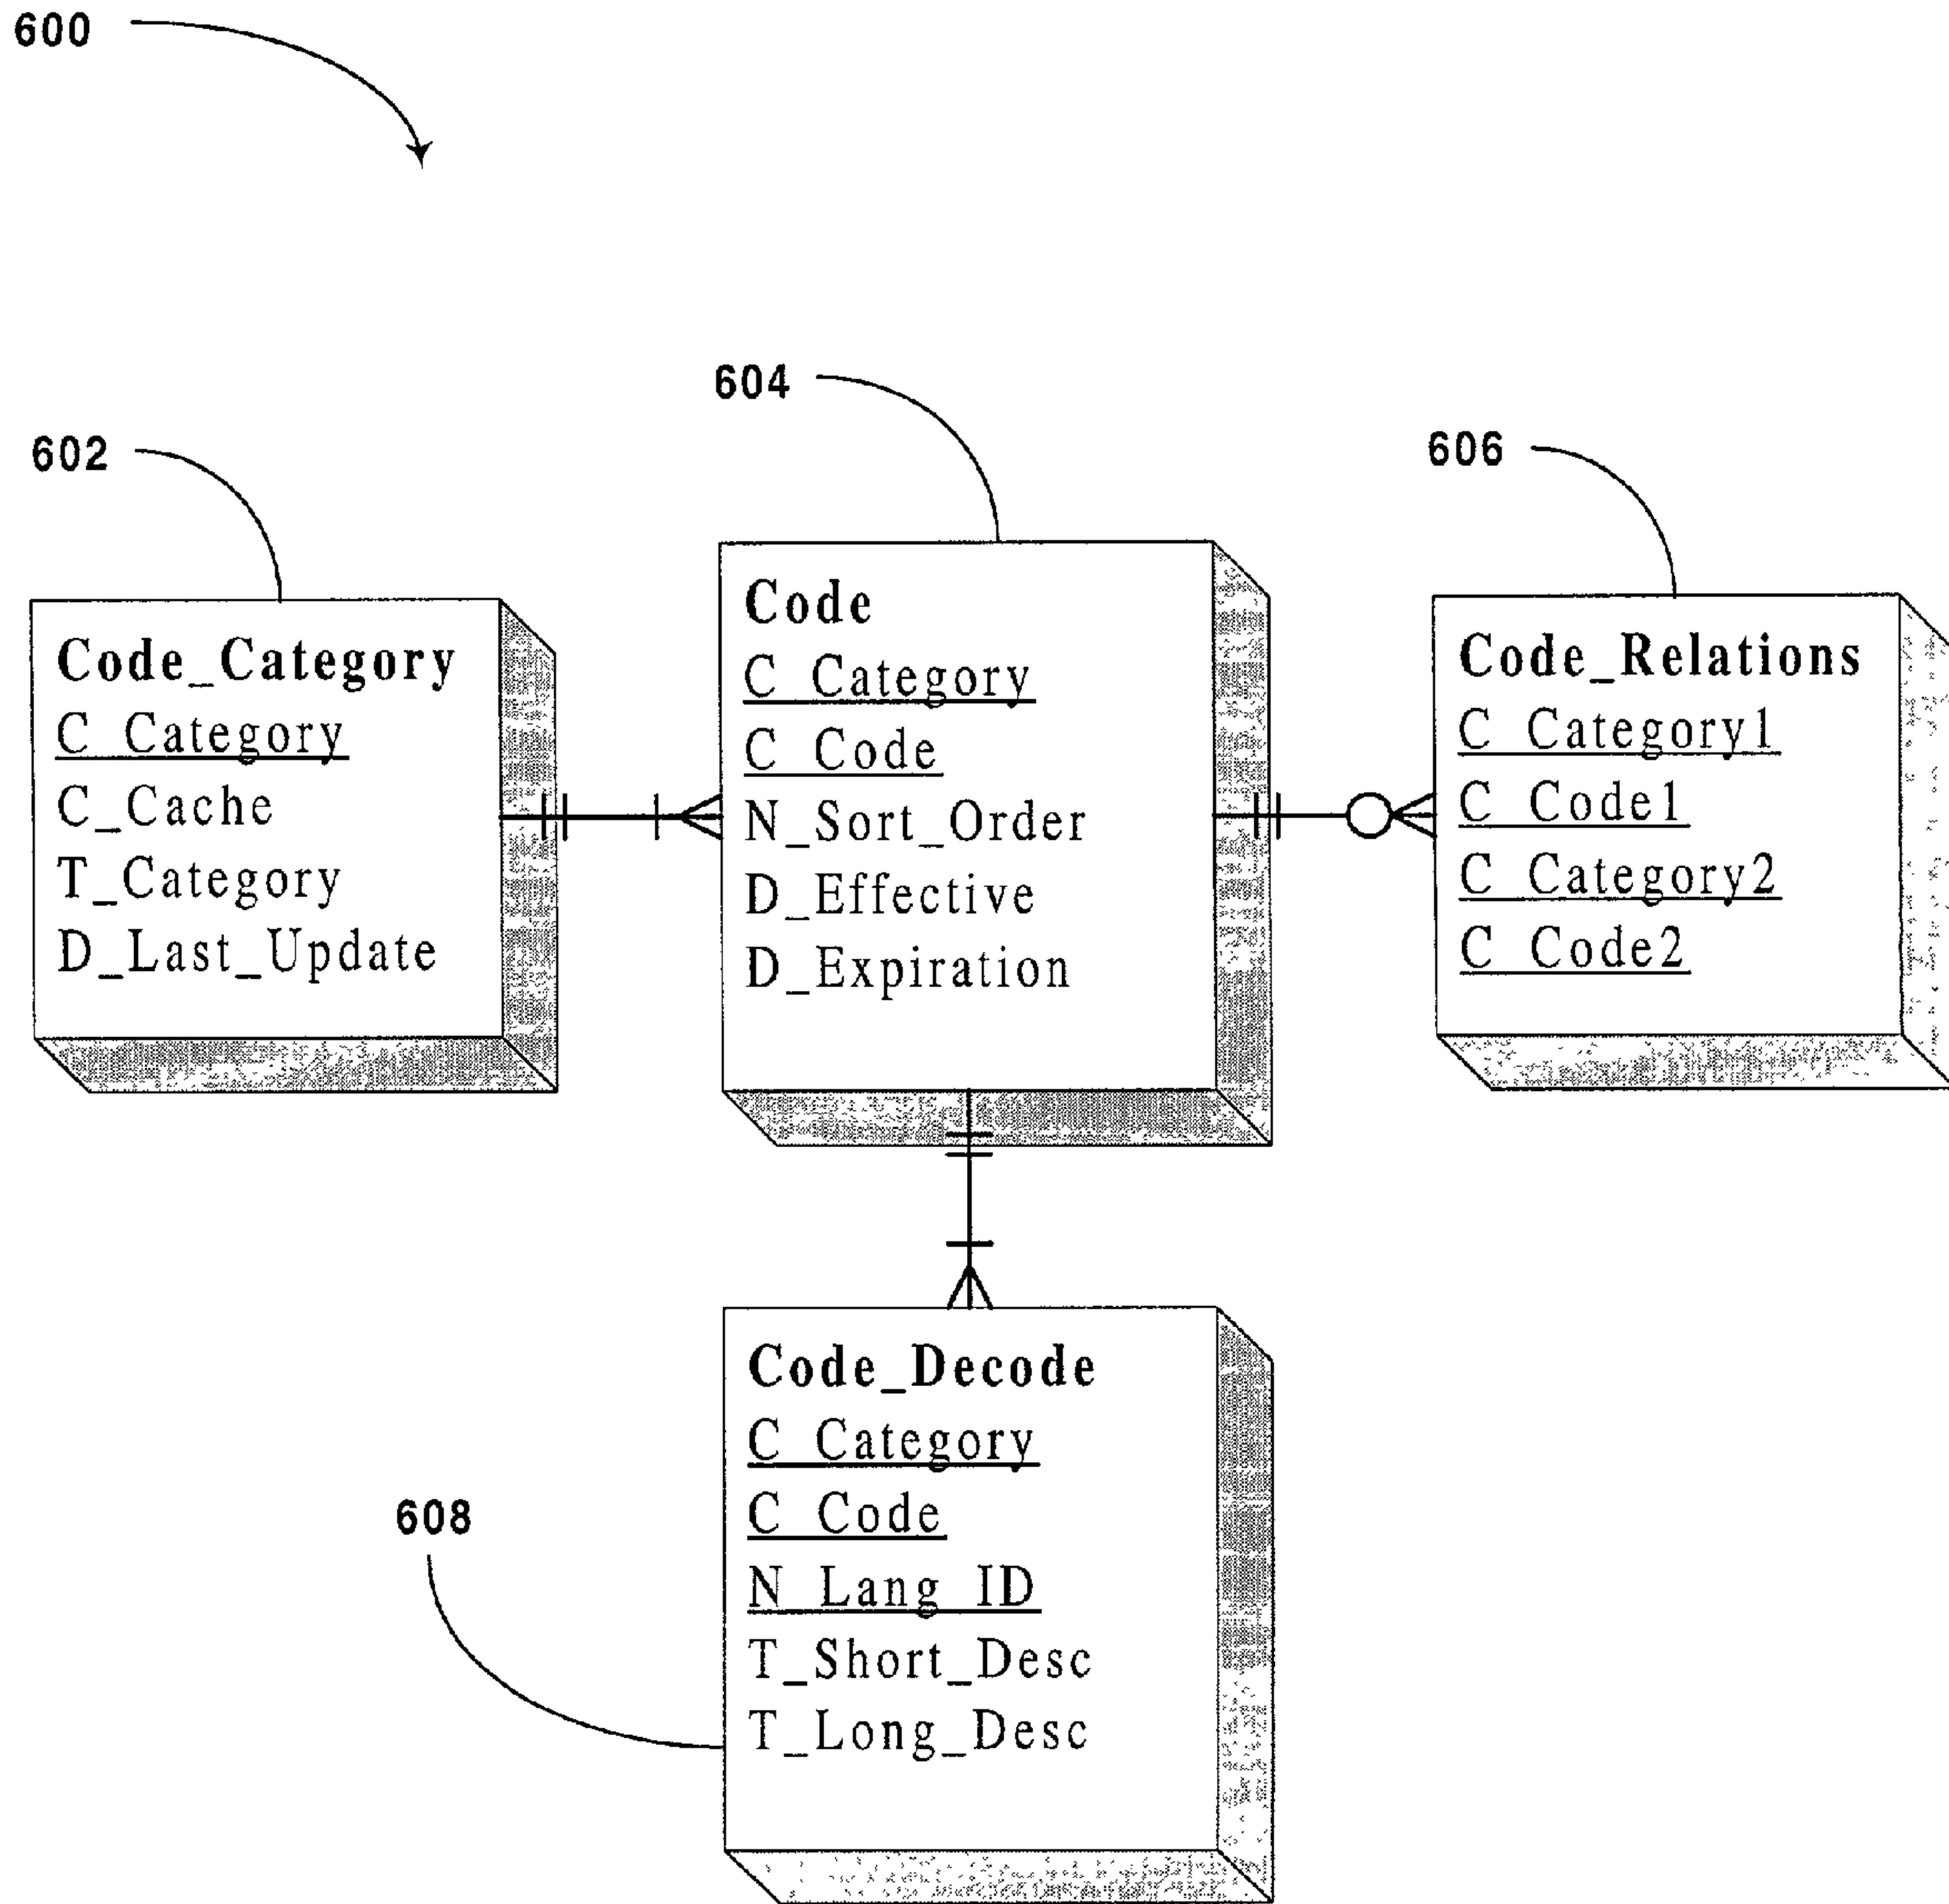 600
604
602
606
Code_Category
C_Category
C_Cache
T_Category
D_Last_Update
Code
C_Category
C_Code
N_Sort_Order
D_Effective
D_Expiration
Code_Relations
C_Category1
C_Code1
C_Category2
C_Code2
608
Code_Decode
C_Category
C_Code
N_Lang_ID
T_Short_Desc
T_Long_Desc